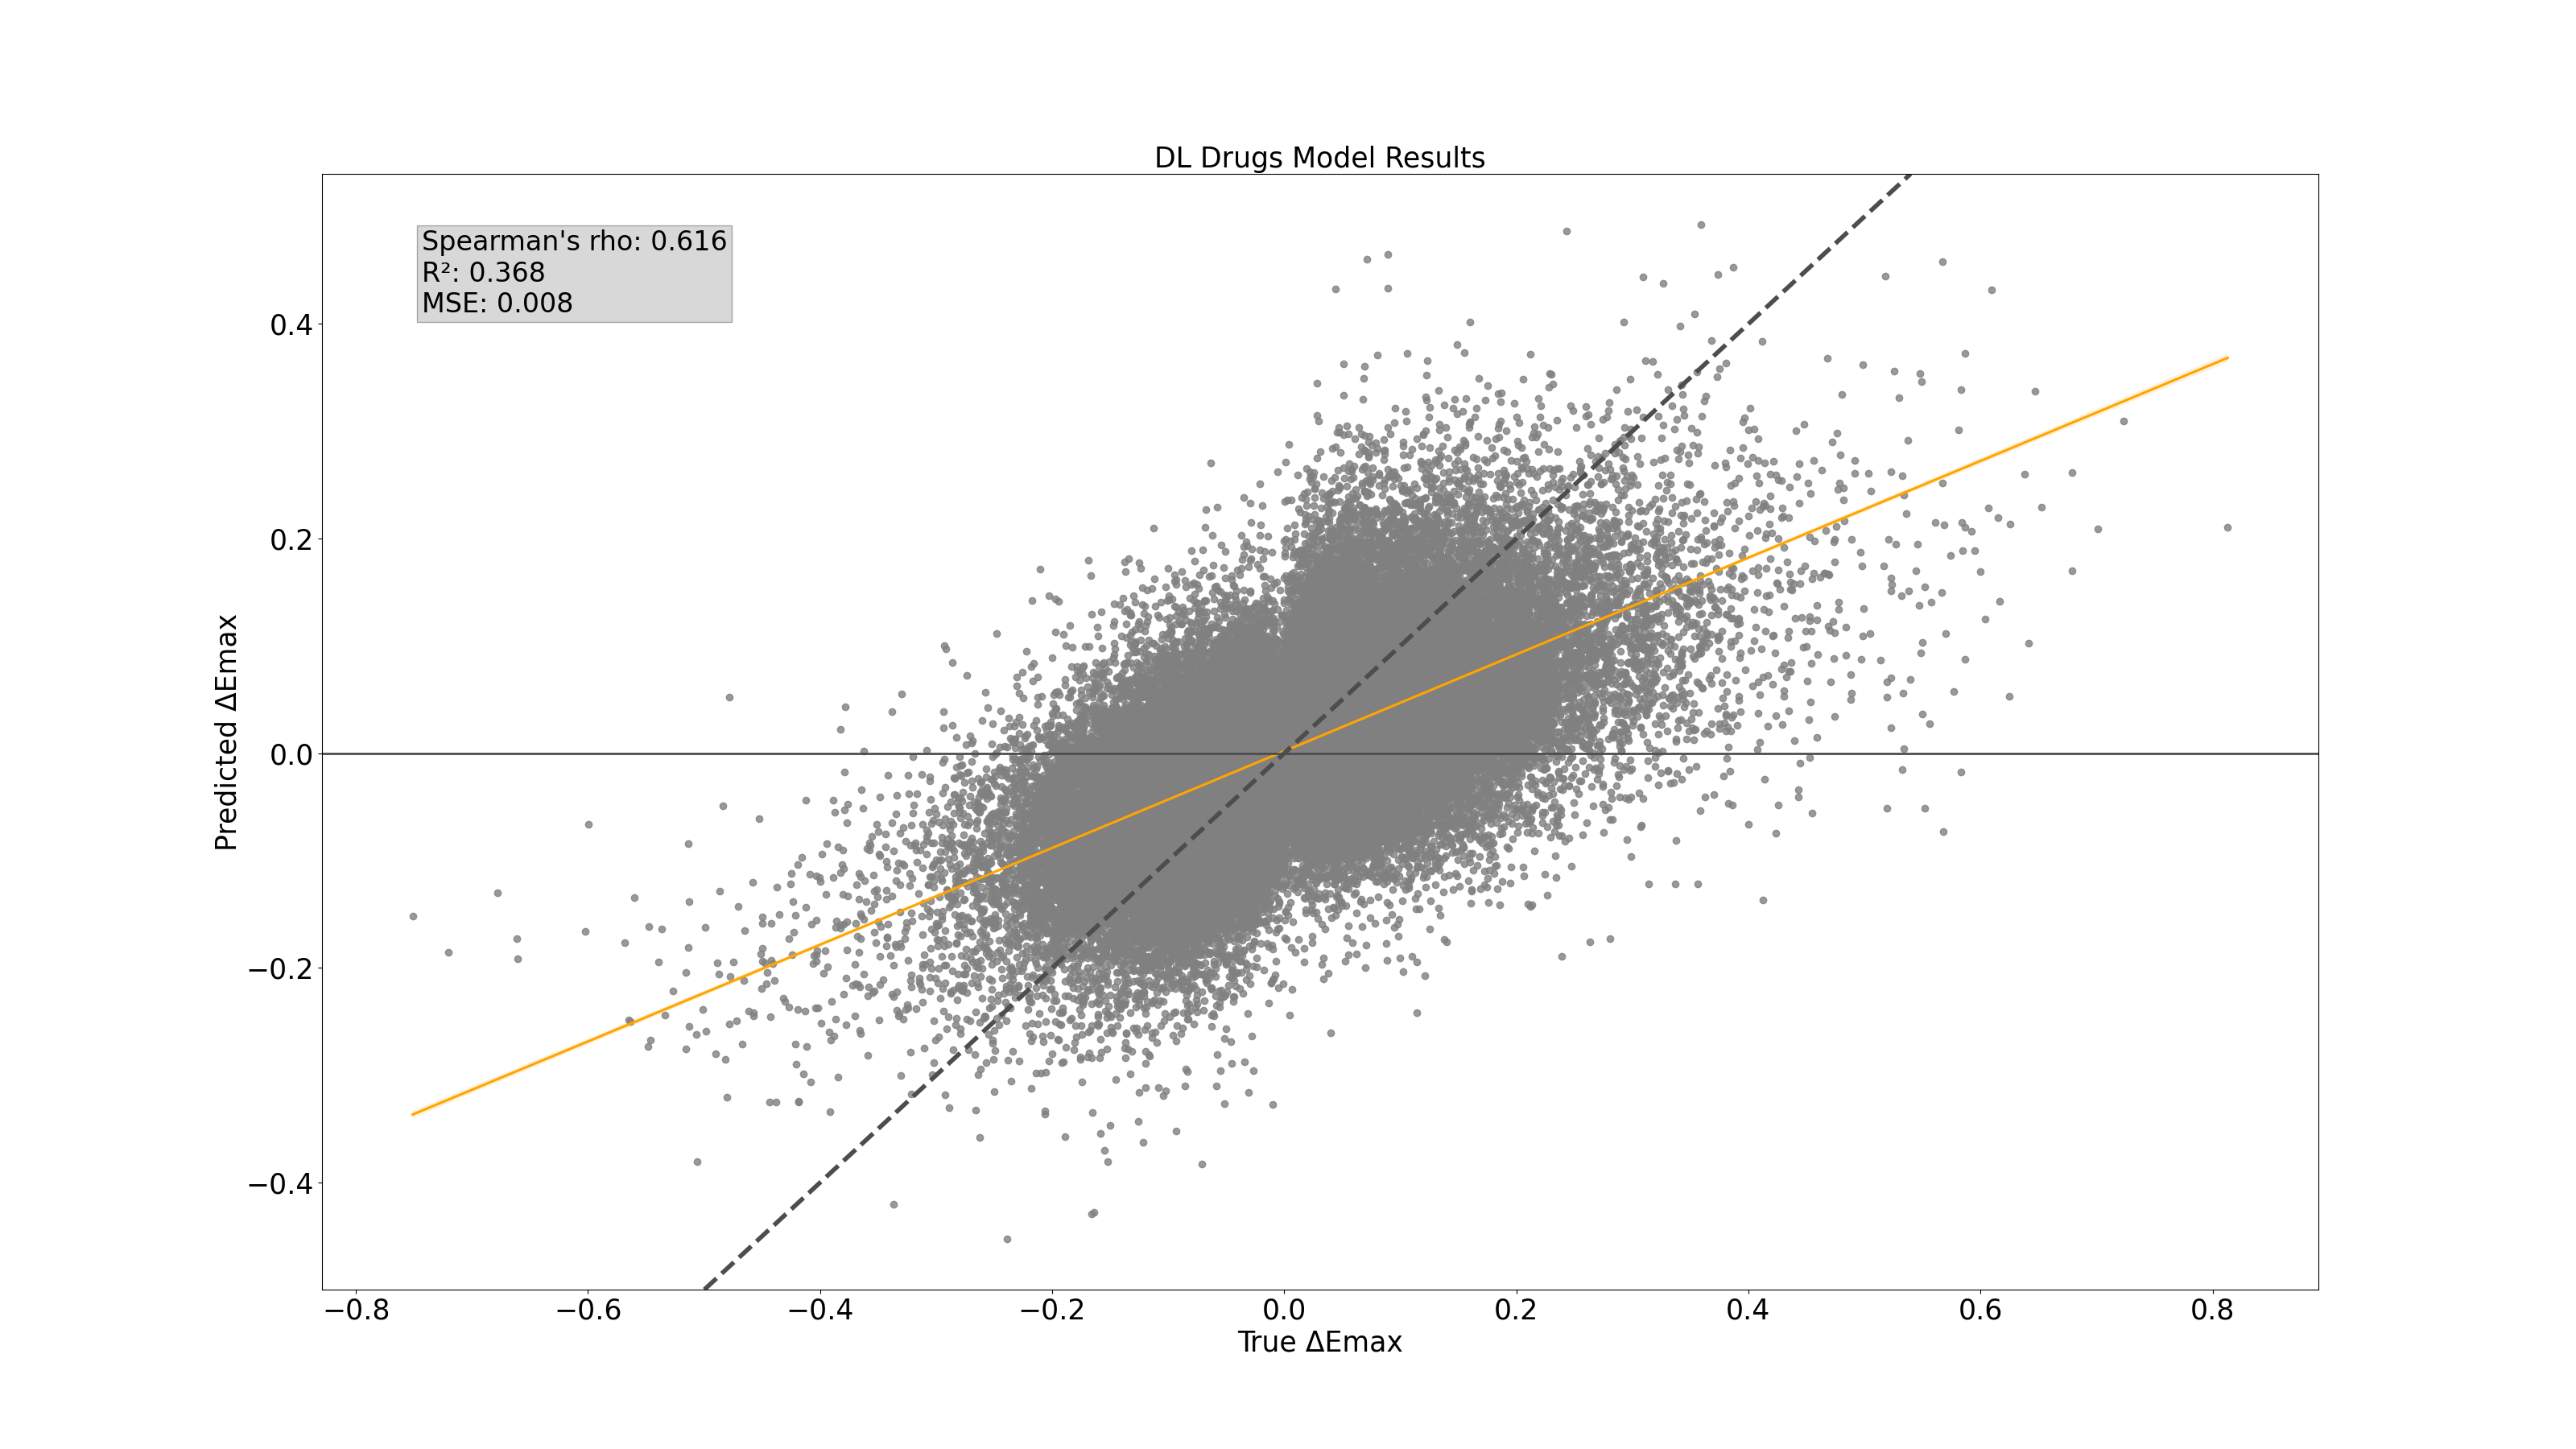 DL Drugs Model Results
Spearman's rho: 0.616
R²: 0.368
MSE: 0.008
0.4
0.2
0.0
−0.2
−0.4
Predicted ΔEmax
−0.8 −0.6 −0.4 −0.2 0.0 0.2 0.4 0.6 0.8
True ΔEmax